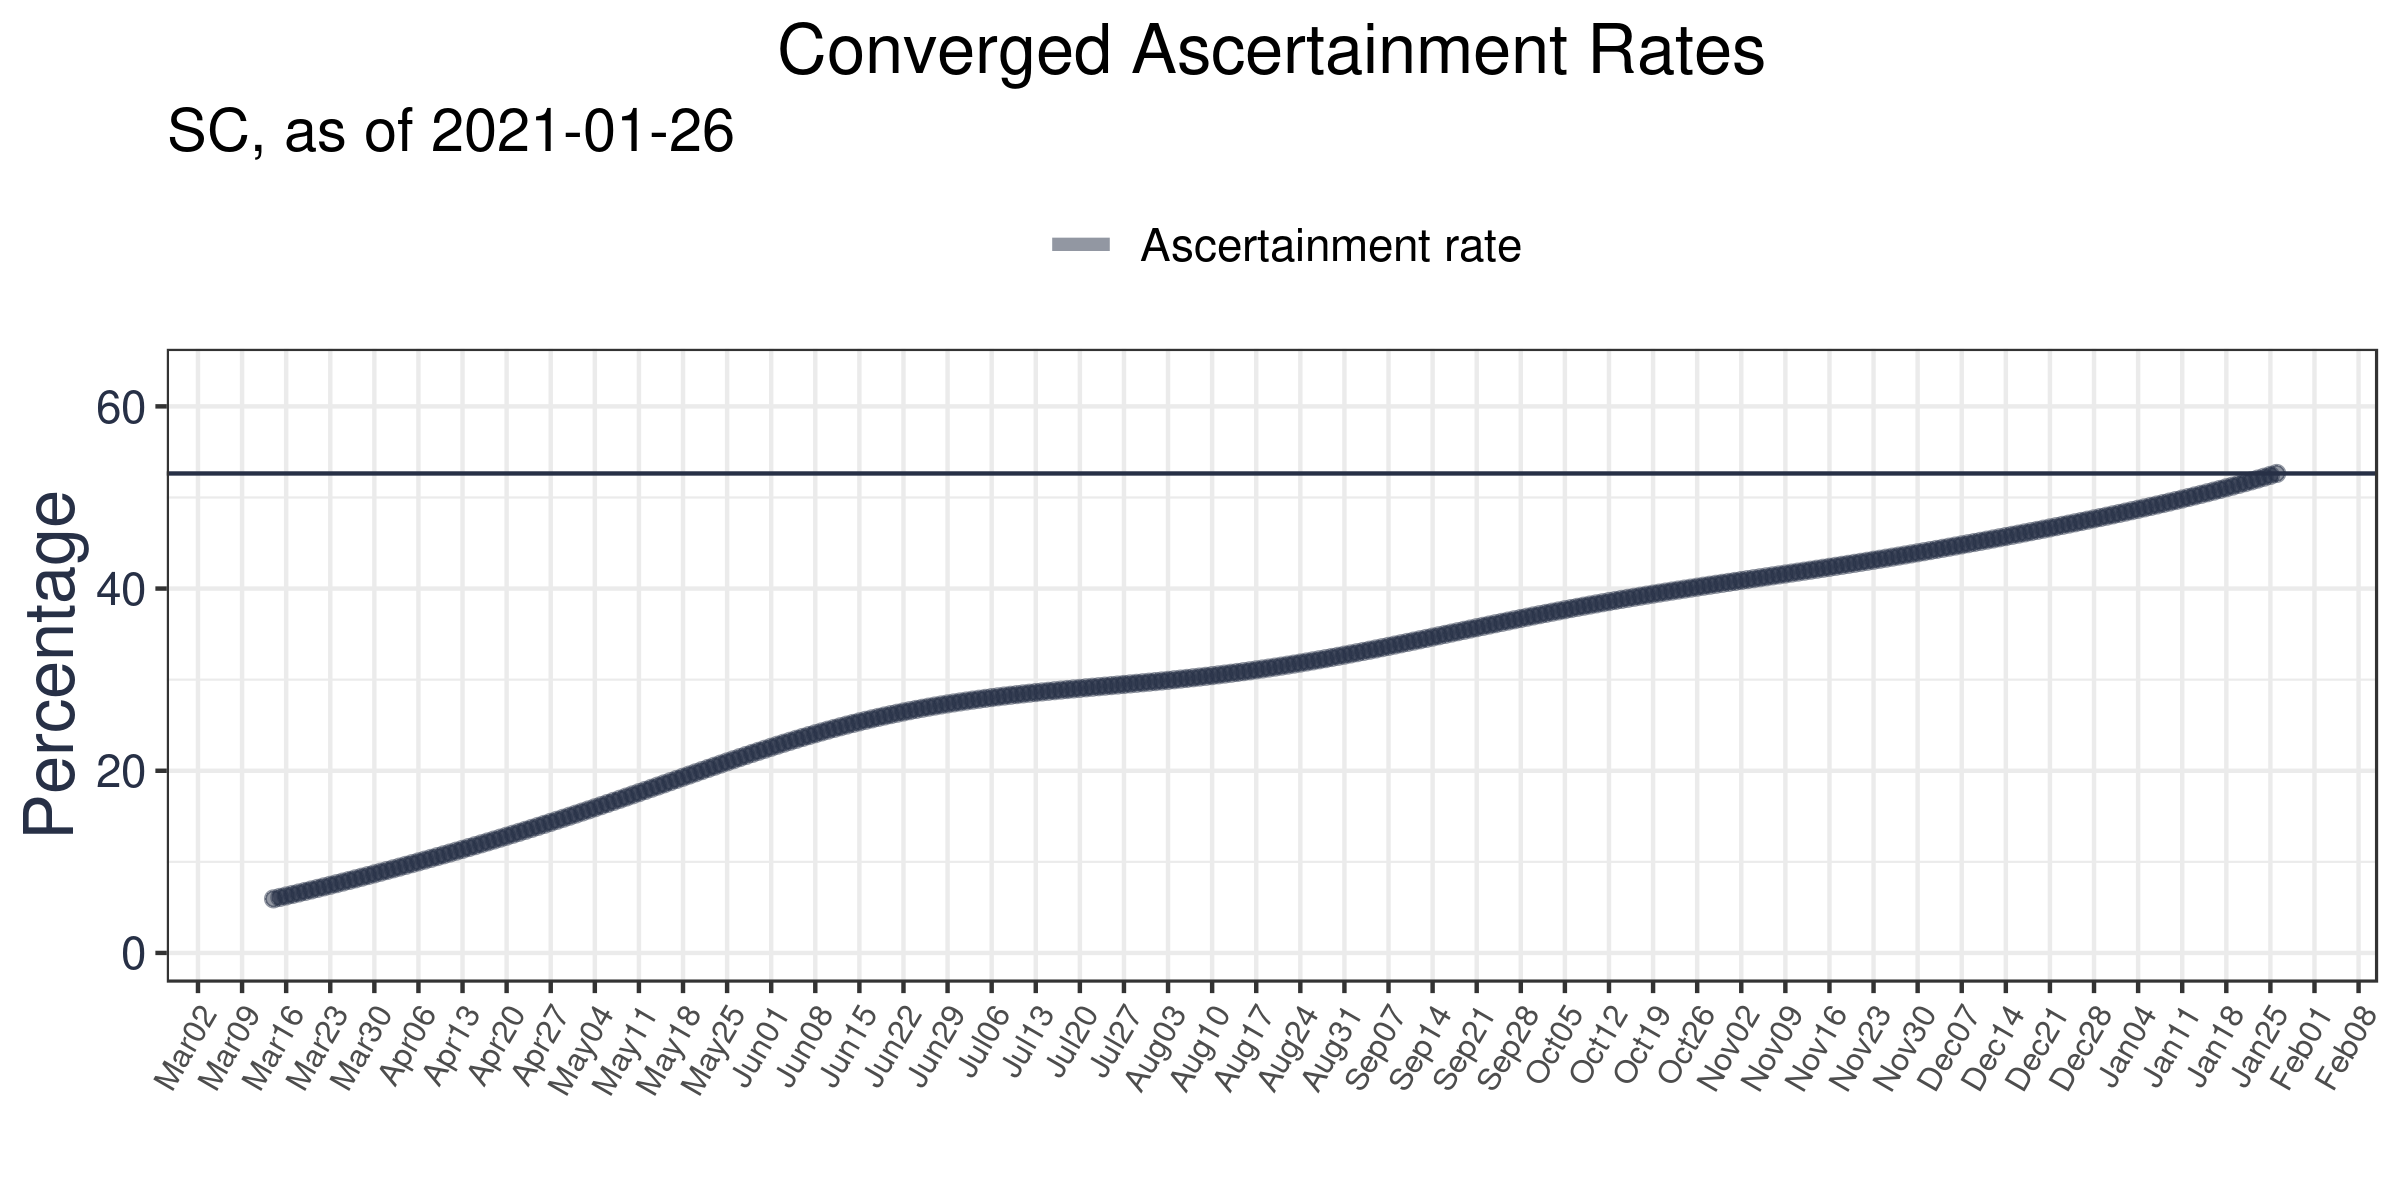 Converged Ascertainment Rates
SC, as of 2021-01-26
Ascertainment rate
Percentage
60
40
20
0
Mar02 Mar09 Mar16 Mar23 Mar30 Apr06 Apr13 Apr20 Apr27 May04 May11 May18 May25 Jun01 Jun08 Jun15 Jun22 Jun29 Jul06 Jul13 Jul20 Jul27 Aug03 Aug10 Aug17 Aug24 Aug31 Sep07 Sep14 Sep21 Sep28 Oct05 Oct12 Oct19 Oct26 Nov02 Nov09 Nov16 Nov23 Nov30 Dec07 Dec14 Dec21 Dec28 Jan04 Jan11 Jan18 Jan25 Feb01 Feb08